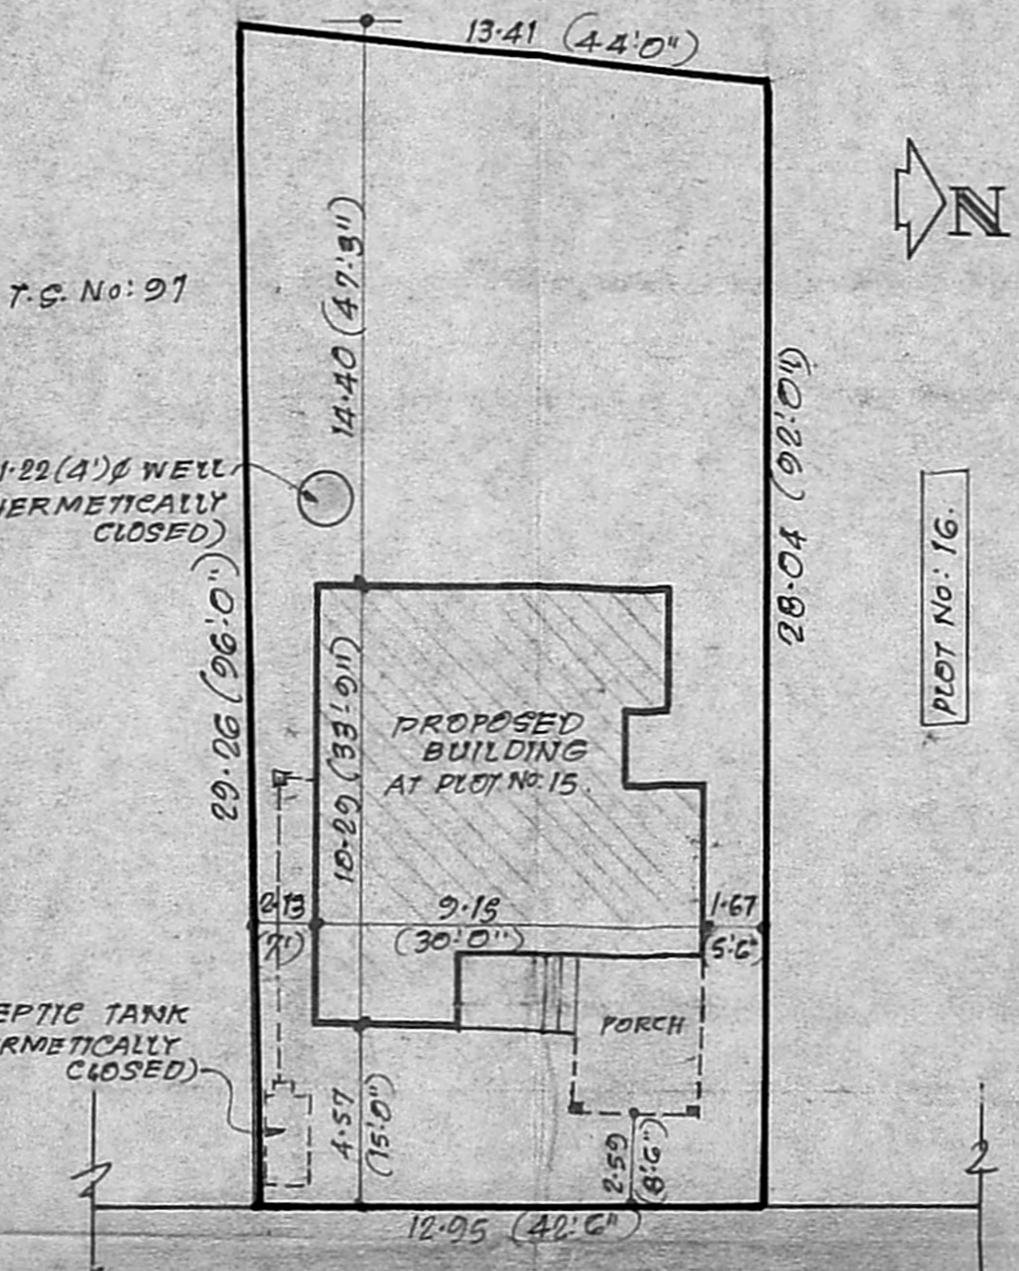 13.41 (44'0")
N
14.40 (47'3")
T.S. No: 97
28.04 (92'0")
1.22(4')∅ WELL
HERMETICALLY
CLOSED)
PLOT No: 16.
29.26 (96'0")
10.29 (33'-9")
PROPOSED
BUILDING
AT PLOT No: 15.
2.13
(7')
9.15
(30'0")
1.67
(5'6")
PORCH
EPTIC TANK
RMETICALLY
CLOSED)
4.57
(15'0")
2.59
(8'6")
12.95 (42'6")